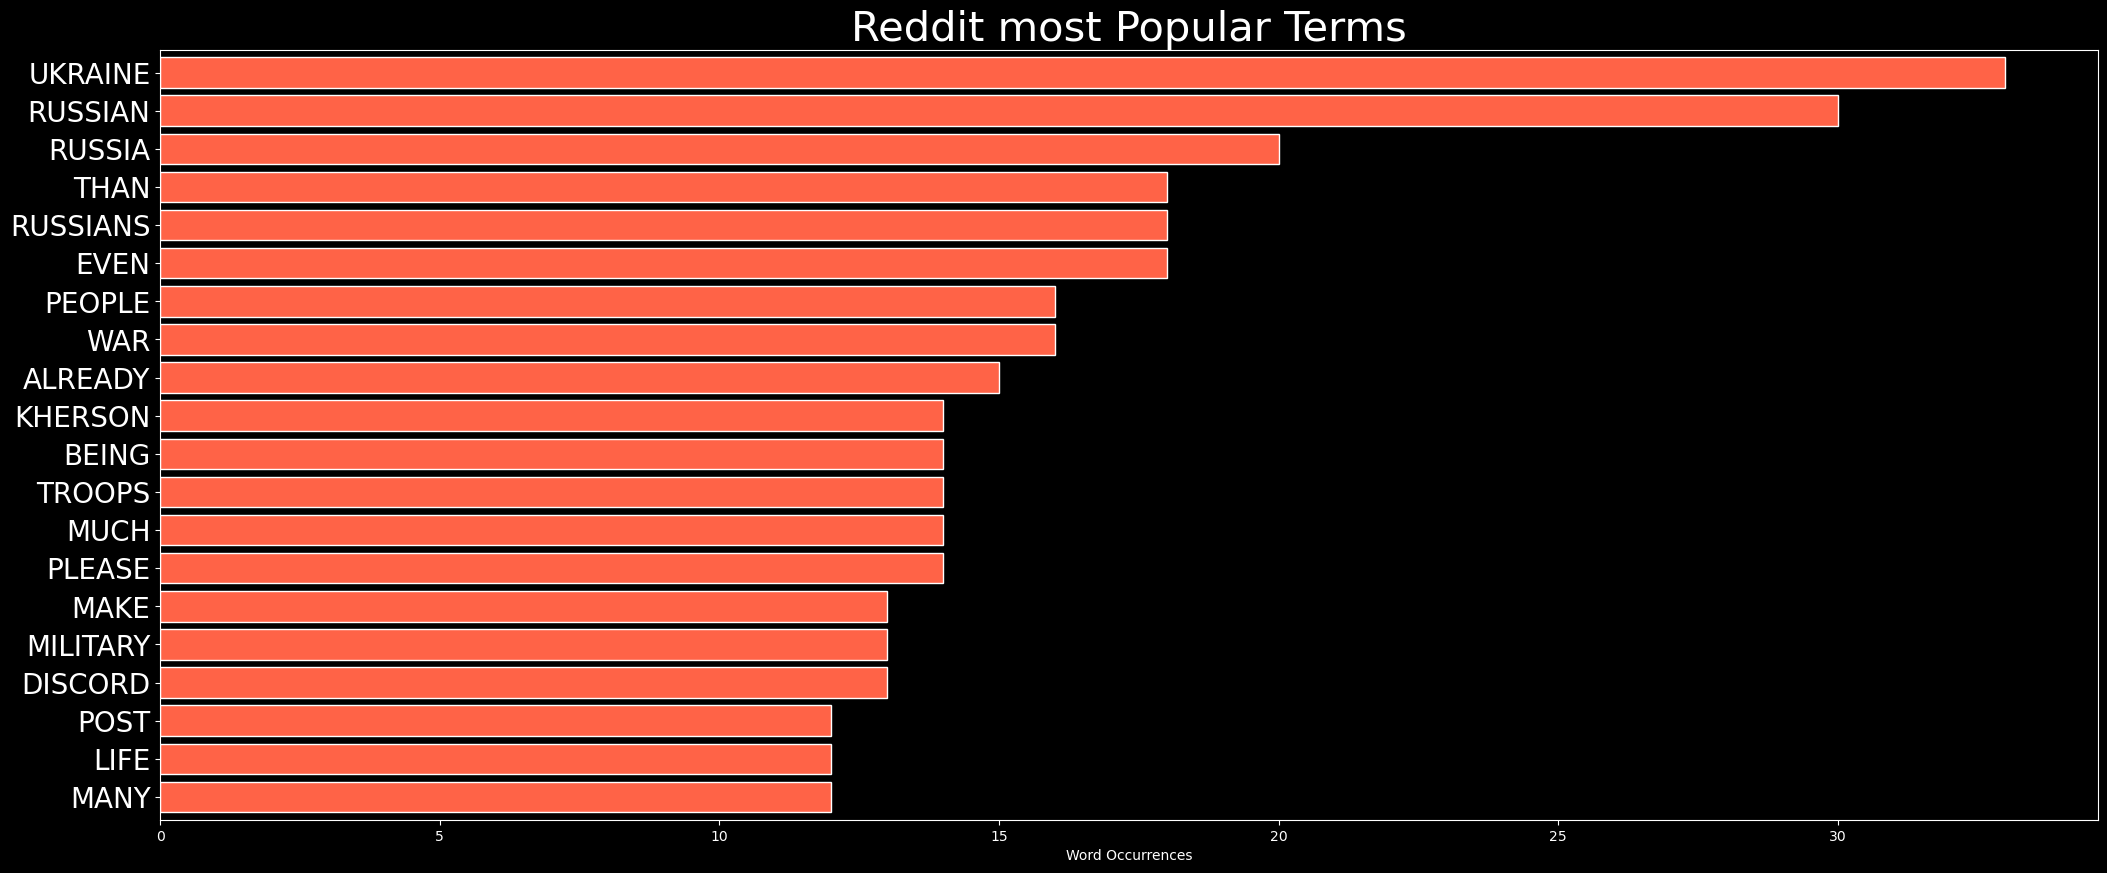 Reddit most Popular Terms
UKRAINE
RUSSIAN
RUSSIA
THAN
RUSSIANS
EVEN
PEOPLE
WAR
ALREADY
KHERSON
BEING
TROOPS
MUCH
PLEASE
MAKE
MILITARY
DISCORD
POST
LIFE
MANY
0 5 10 15 20 25 30
Word Occurrences